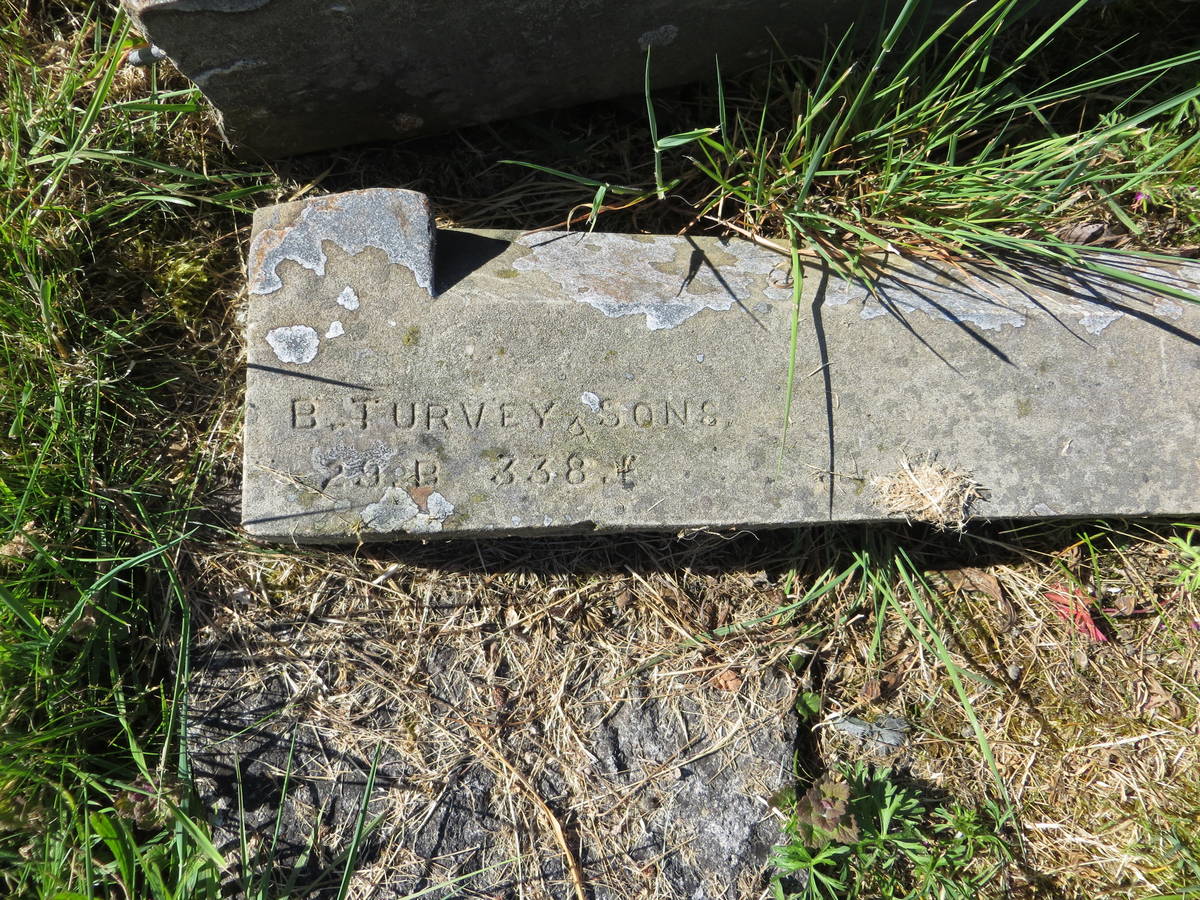 B. TURVEY & SONS.
29. B 338.